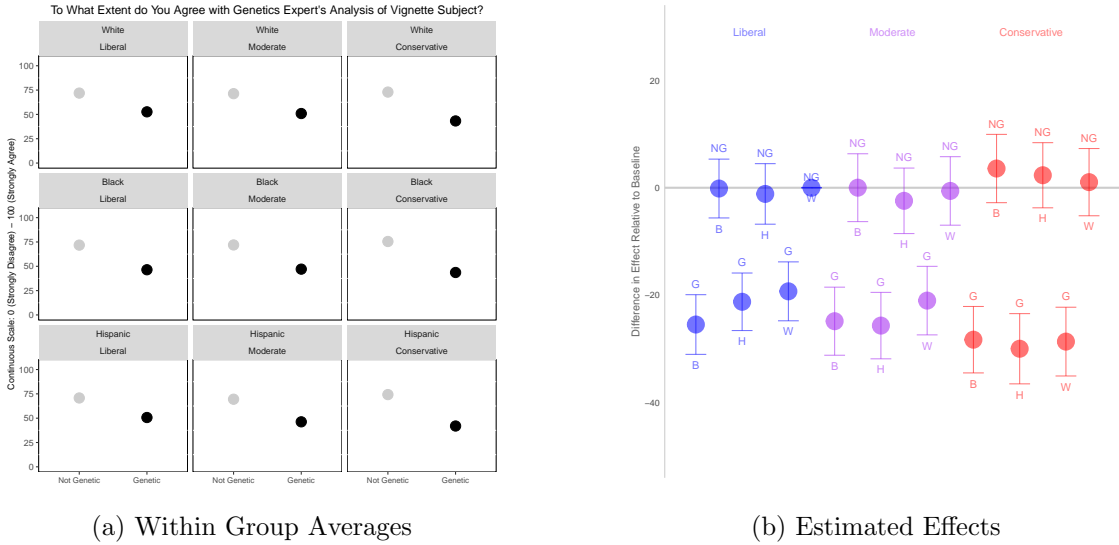 To What Extent do You Agree with Genetics Expert's Analysis of Vignette Subject?
Continuous Scale: 0 (Strongly Disagree) − 100 (Strongly Agree)
White
Liberal
White
Moderate
White
Conservative
100
75
50
25
0
Black
Liberal
Black
Moderate
Black
Conservative
100
75
50
25
0
Hispanic
Liberal
Hispanic
Moderate
Hispanic
Conservative
100
75
50
25
0
Not Genetic
Genetic
Not Genetic
Genetic
Not Genetic
Genetic
(a) Within Group Averages
Difference in Effect Relative to Baseline
20
0
−20
−40
Liberal
Moderate
Conservative
NG
B
NG
H
NG
W
NG
B
NG
H
NG
W
NG
B
NG
H
NG
W
G
B
G
H
G
W
G
B
G
H
G
W
G
B
G
H
G
W
(b) Estimated Effects